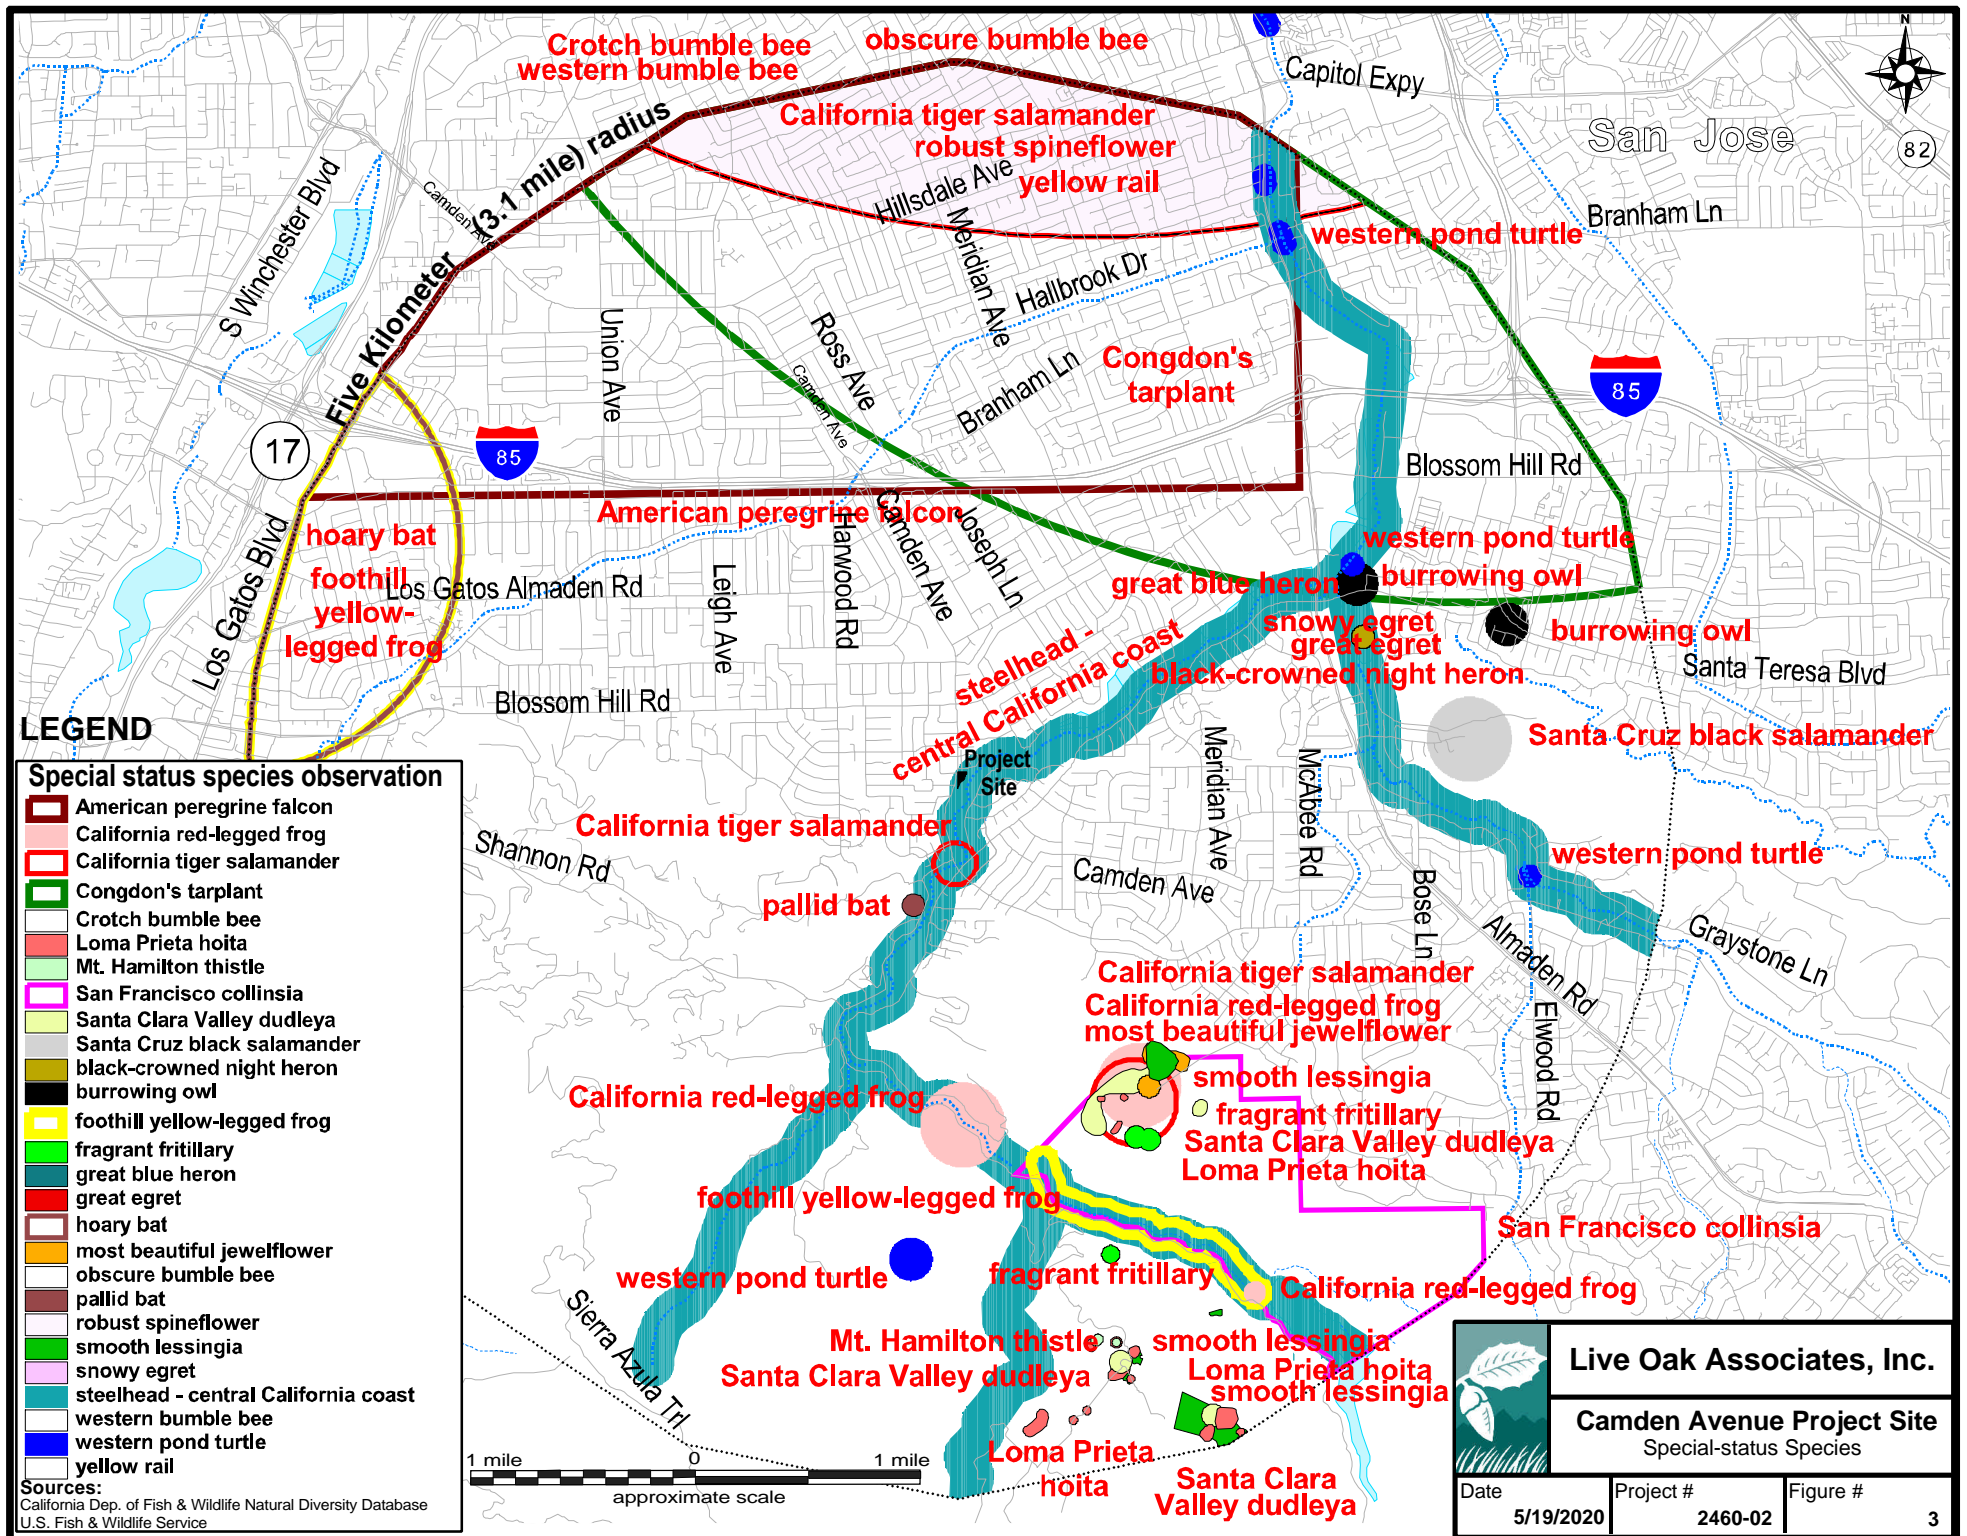 Crotch bumble bee
western bumble bee
obscure bumble bee
Capitol Expy
N
San Jose
82
California tiger salamander
robust spineflower
yellow rail
Hillsdale Ave
Five Kilometer (3.1 mile) radius
Camden Ave
S Winchester Blvd
Meridian Ave
Hallbrook Dr
western pond turtle
Branham Ln
Union Ave
Ross Ave
Camden Ave
Branham Ln
Congdon's
tarplant
85
17
85
Blossom Hill Rd
American peregrine falcon
hoary bat
foothill
yellow-
legged frog
Los Gatos Blvd
Los Gatos Almaden Rd
Leigh Ave
Harwood Rd
Camden Ave
Joseph Ln
western pond turtle
great blue heron
burrowing owl
snowy egret
great egret
black-crowned night heron
burrowing owl
Santa Teresa Blvd
steelhead -
central California coast
Blossom Hill Rd
Santa Cruz black salamander
Project
Site
Meridian Ave
McAbee Rd
California tiger salamander
Shannon Rd
pallid bat
Camden Ave
western pond turtle
Bose Ln
Almaden Rd
Graystone Ln
Elwood Rd
California tiger salamander
California red-legged frog
most beautiful jewelflower
smooth lessingia
fragrant fritillary
Santa Clara Valley dudleya
Loma Prieta hoita
California red-legged frog
foothill yellow-legged frog
San Francisco collinsia
western pond turtle
fragrant fritillary
California red-legged frog
Sierra Azula Trl
Mt. Hamilton thistle
Santa Clara Valley dudleya
smooth lessingia
Loma Prieta hoita
smooth lessingia
Loma Prieta
hoita
Santa Clara
Valley dudleya
LEGEND
Special status species observation
American peregrine falcon
California red-legged frog
California tiger salamander
Congdon's tarplant
Crotch bumble bee
Loma Prieta hoita
Mt. Hamilton thistle
San Francisco collinsia
Santa Clara Valley dudleya
Santa Cruz black salamander
black-crowned night heron
burrowing owl
foothill yellow-legged frog
fragrant fritillary
great blue heron
great egret
hoary bat
most beautiful jewelflower
obscure bumble bee
pallid bat
robust spineflower
smooth lessingia
snowy egret
steelhead - central California coast
western bumble bee
western pond turtle
yellow rail
Sources:
California Dep. of Fish & Wildlife Natural Diversity Database
U.S. Fish & Wildlife Service
1 mile 0 1 mile
approximate scale
Live Oak Associates, Inc.
Camden Avenue Project Site
Special-status Species
Date Project # Figure #
5/19/2020 2460-02 3